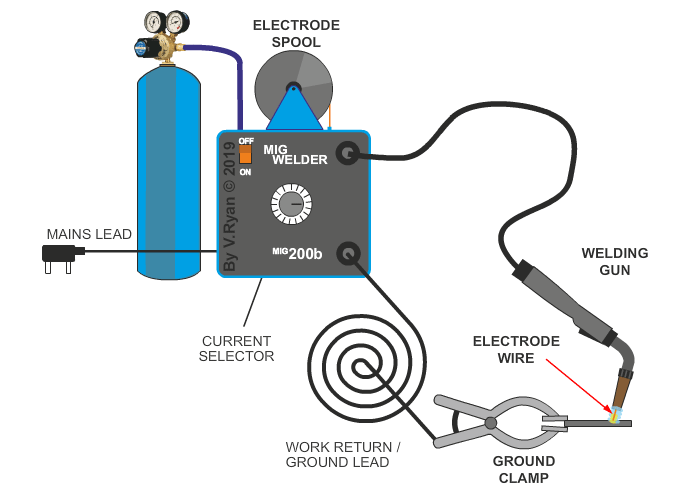 ELECTRODE
SPOOL
OFF
ON
MIG
WELDER
By V.Ryan © 2019
MIG 200b
MAINS LEAD
CURRENT
SELECTOR
WELDING
GUN
ELECTRODE
WIRE
WORK RETURN /
GROUND LEAD
GROUND
CLAMP